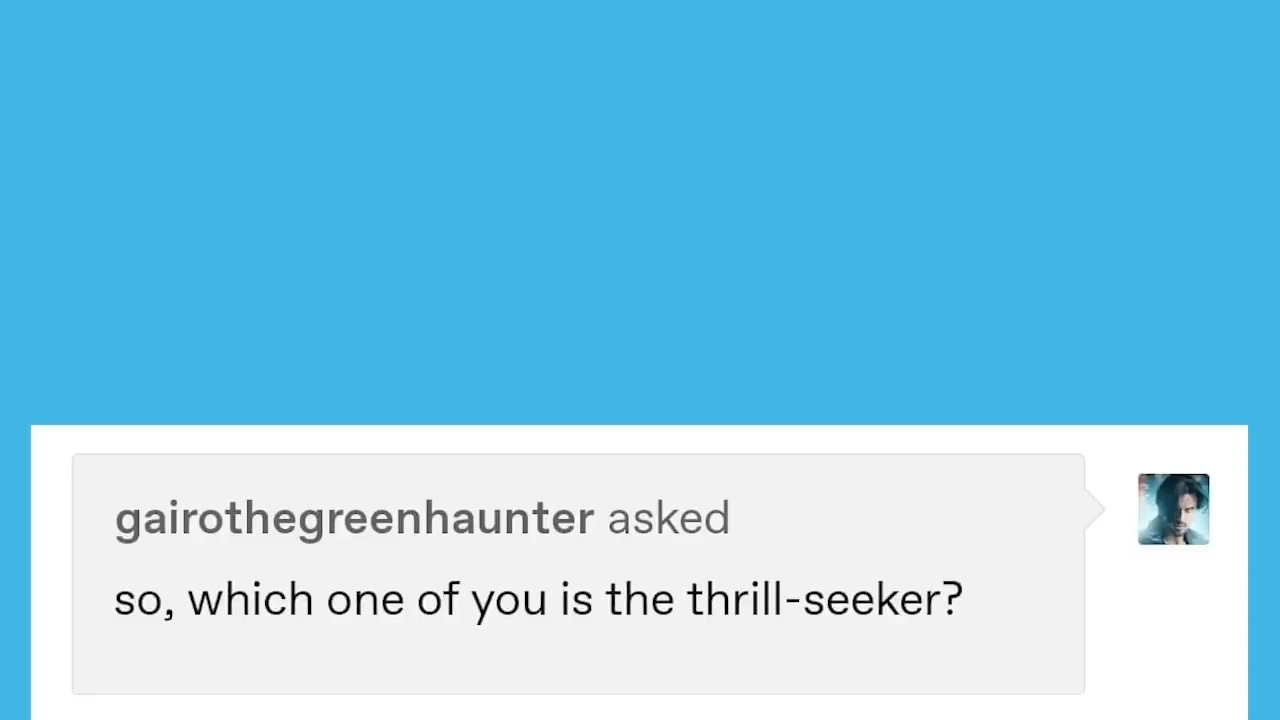 gairothegreenhaunter asked
so, which one of you is the thrill-seeker?